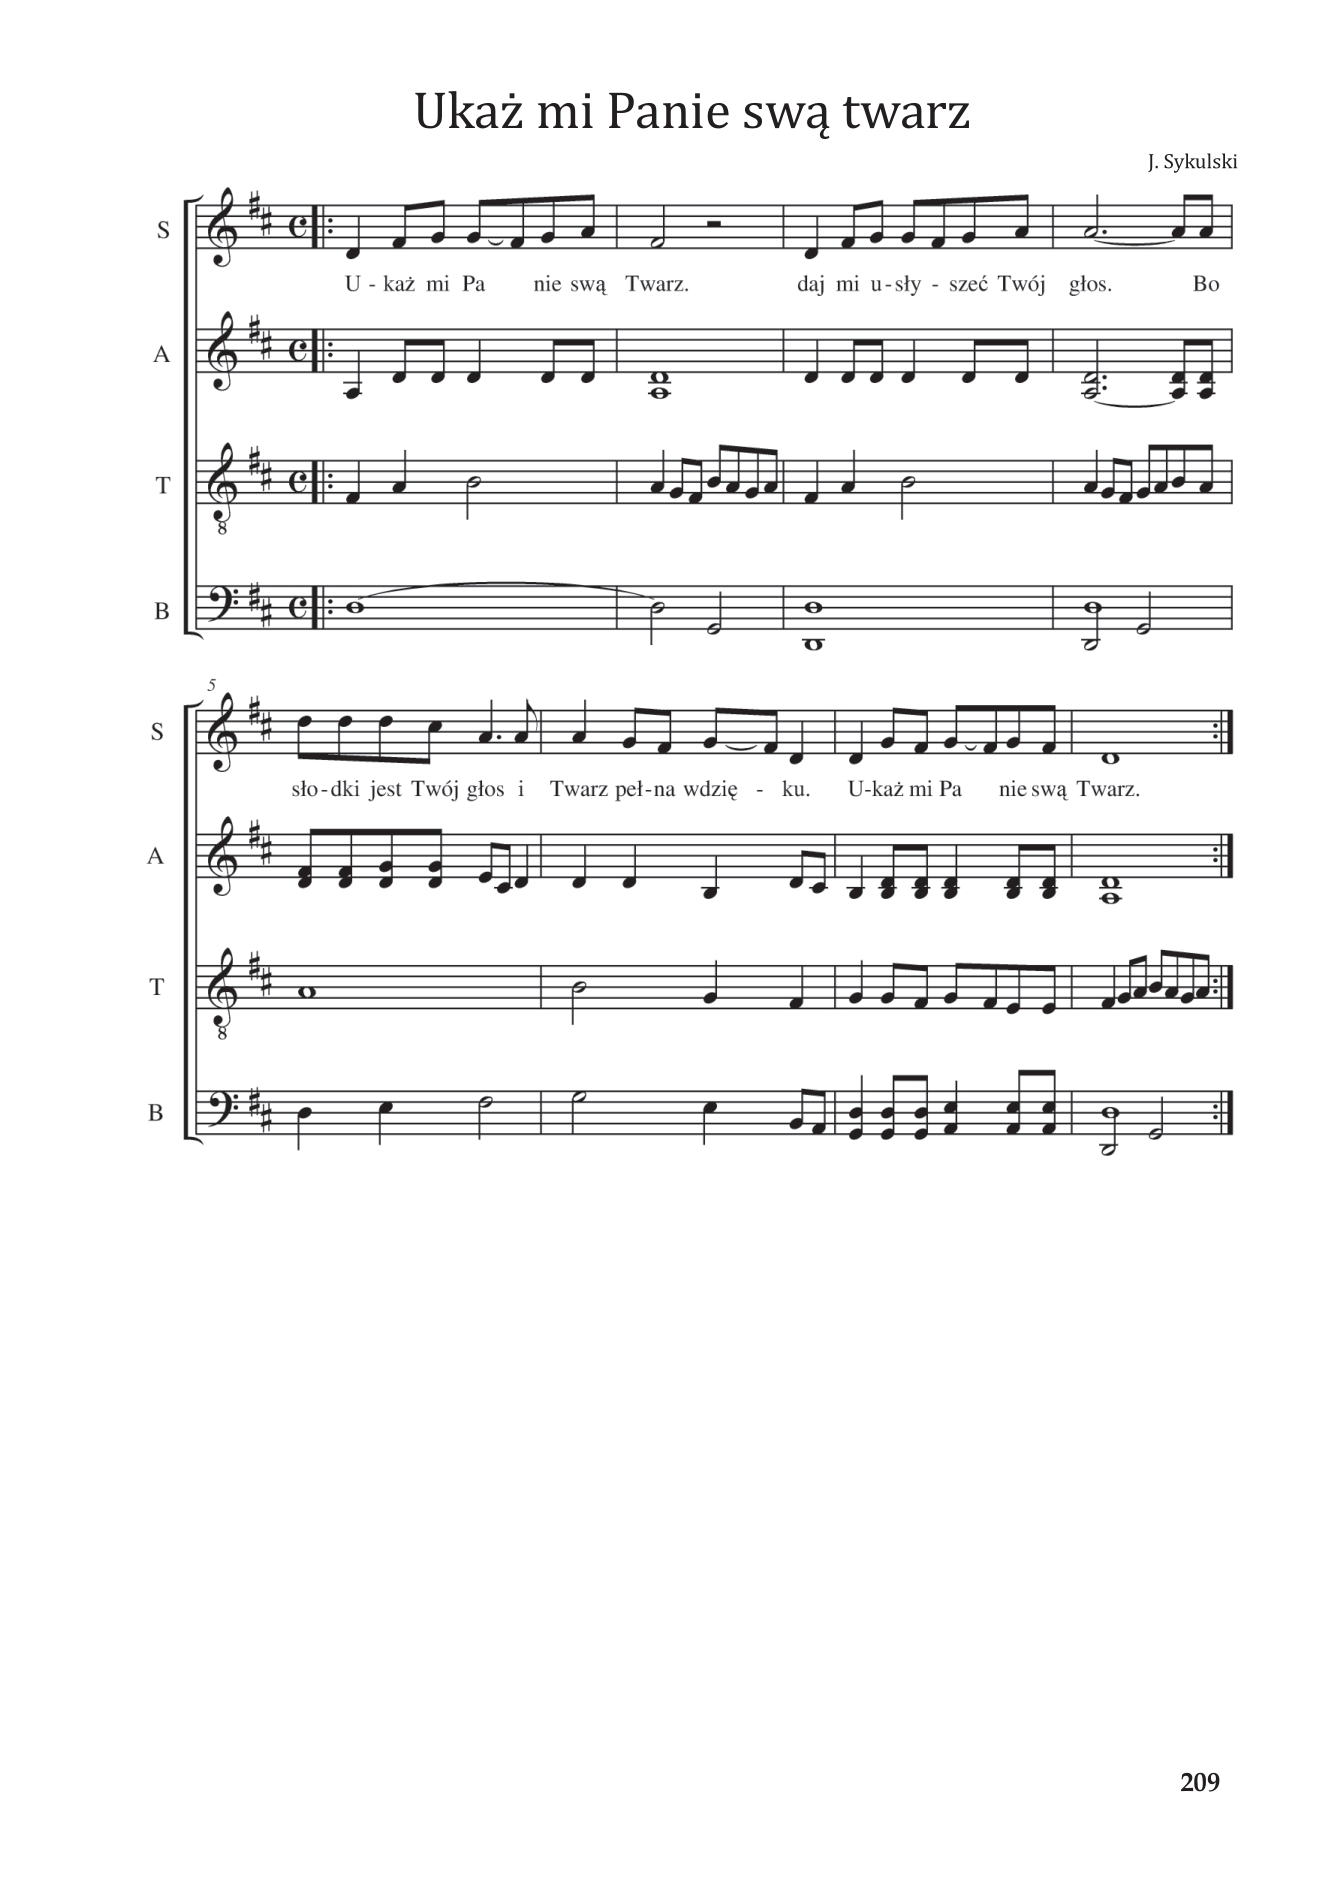 Ukaż mi Panie swą twarz
J. Sykulski
S
U - każ mi Pa nie swą Twarz. daj mi u - sły - szeć Twój głos. Bo
A
T
8
B
5
S
sło - dki jest Twój głos i Twarz peł - na wdzię - ku. U - każ mi Pa nie swą Twarz.
A
T
8
B
209